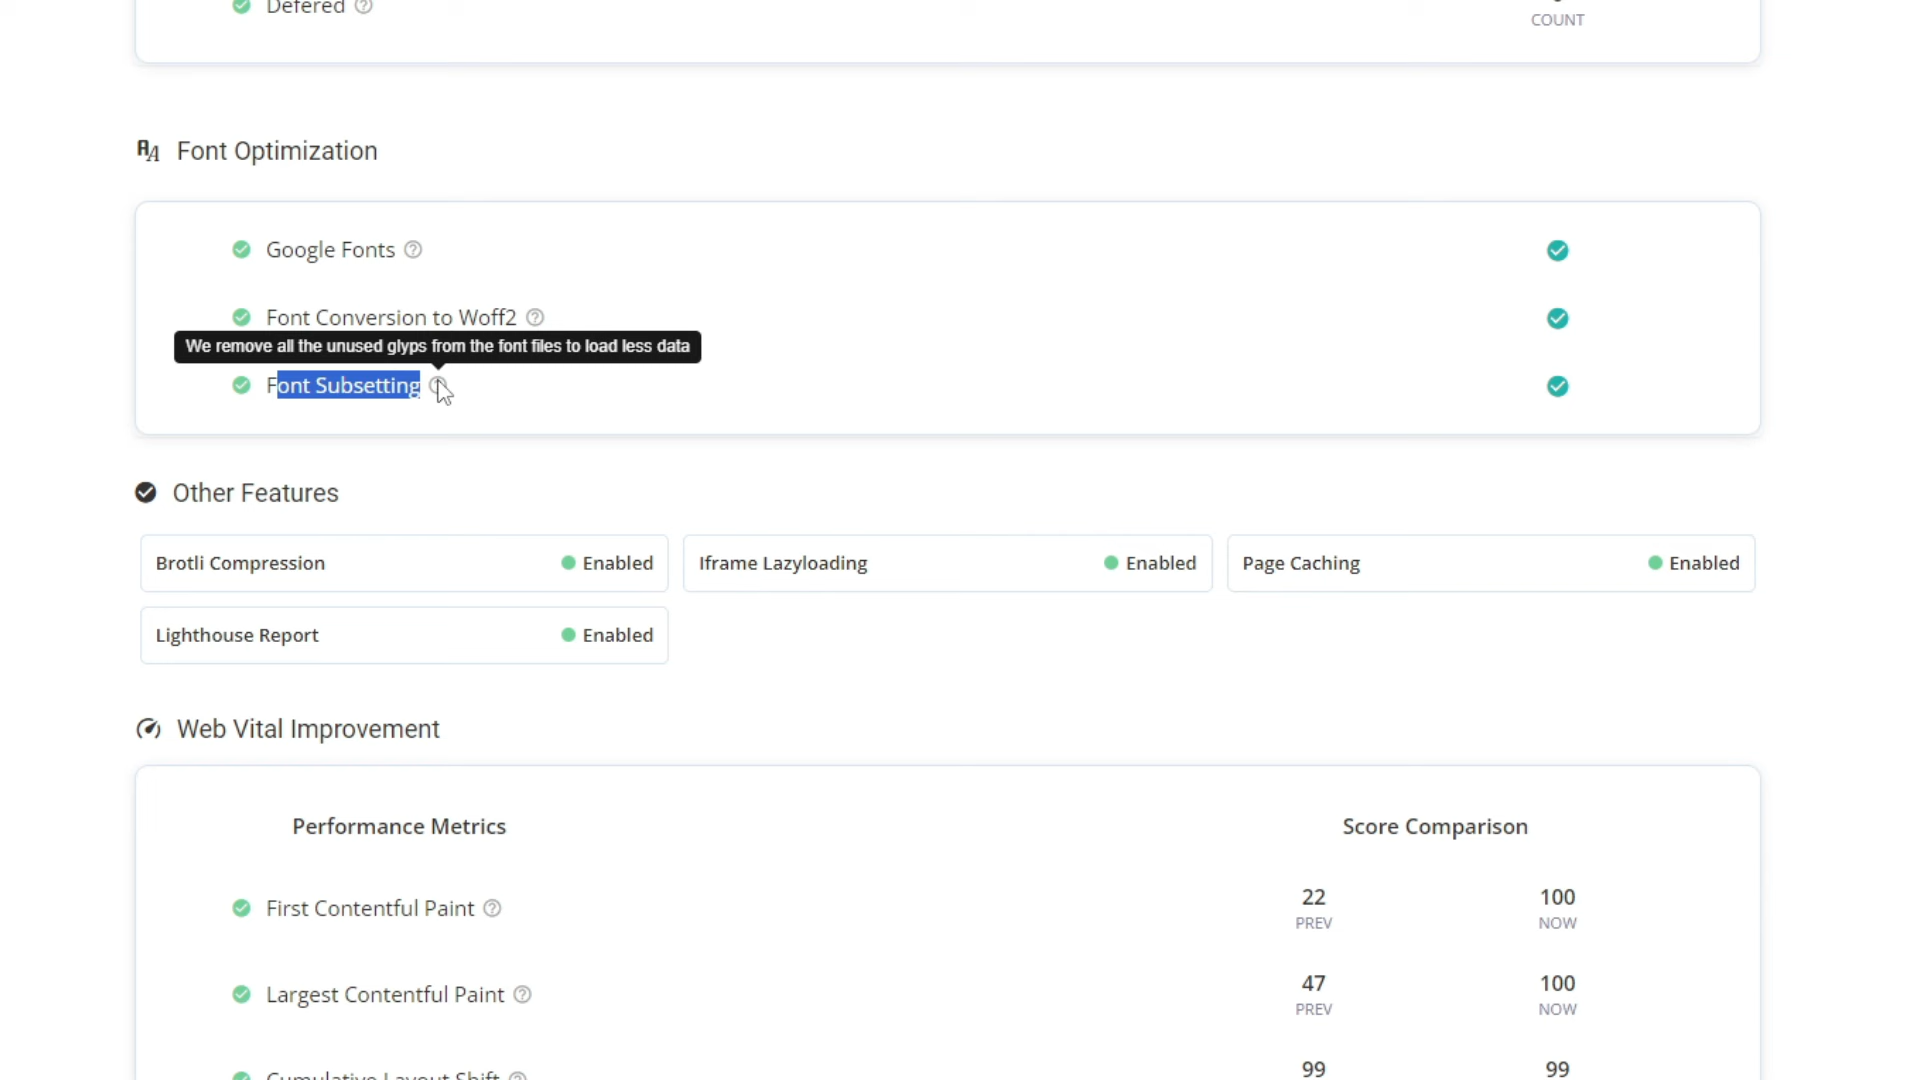 Defered
COUNT
Font Optimization
Google Fonts
Font Conversion to Woff2
We remove all the unused glyps from the font files to load less data
Font Subsetting
Other Features
Brotli Compression Enabled
Iframe Lazyloading Enabled
Page Caching Enabled
Lighthouse Report Enabled
Web Vital Improvement
Performance Metrics Score Comparison
First Contentful Paint 22 100
PREV NOW
Largest Contentful Paint 47 100
PREV NOW
Cumulative Layout Shift 99 99